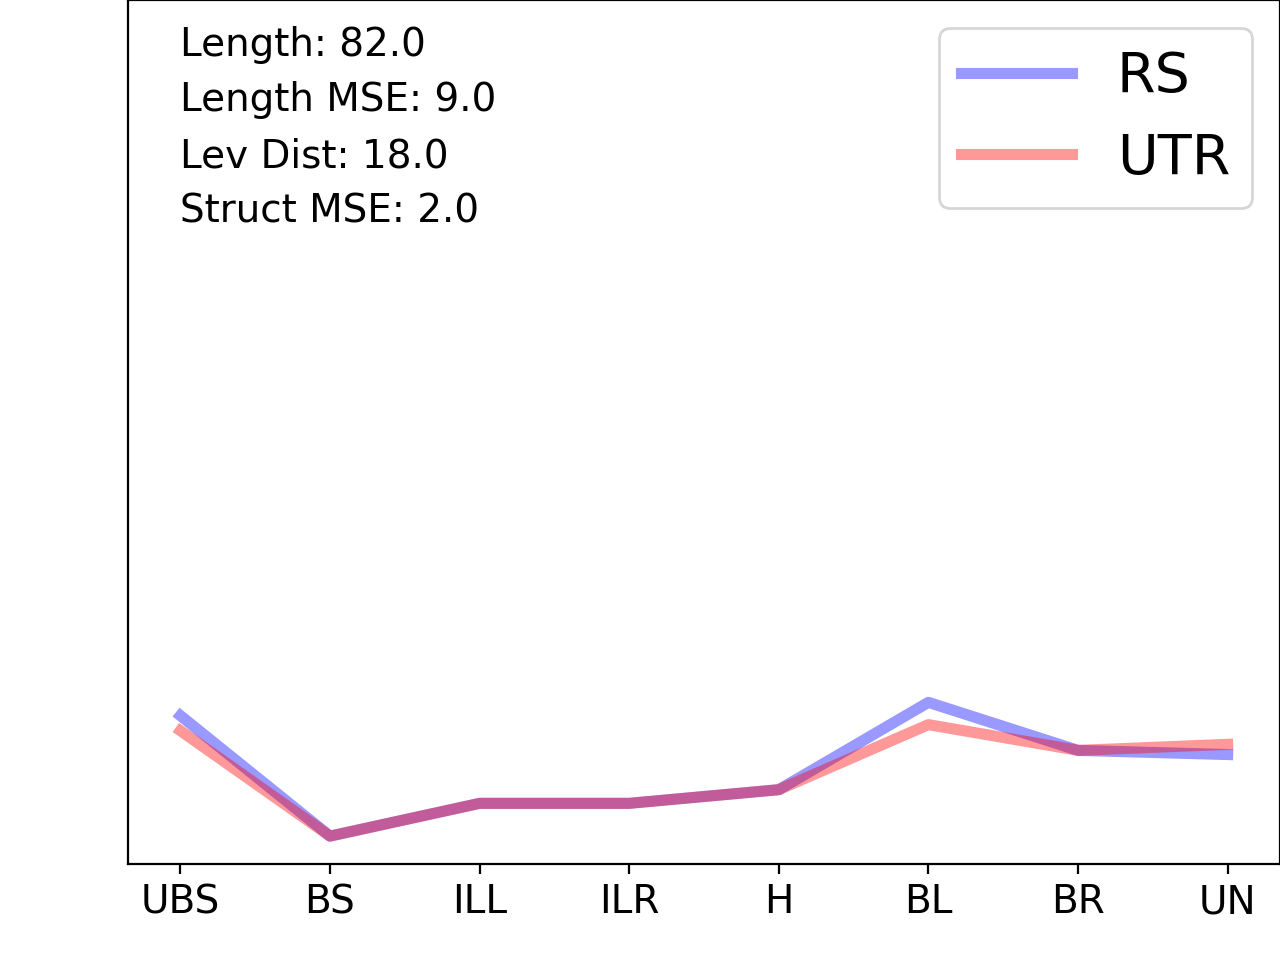 Length: 82.0
Length MSE: 9.0
Lev Dist: 18.0
Struct MSE: 2.0
RS
UTR
UBS BS ILL ILR H BL BR UN